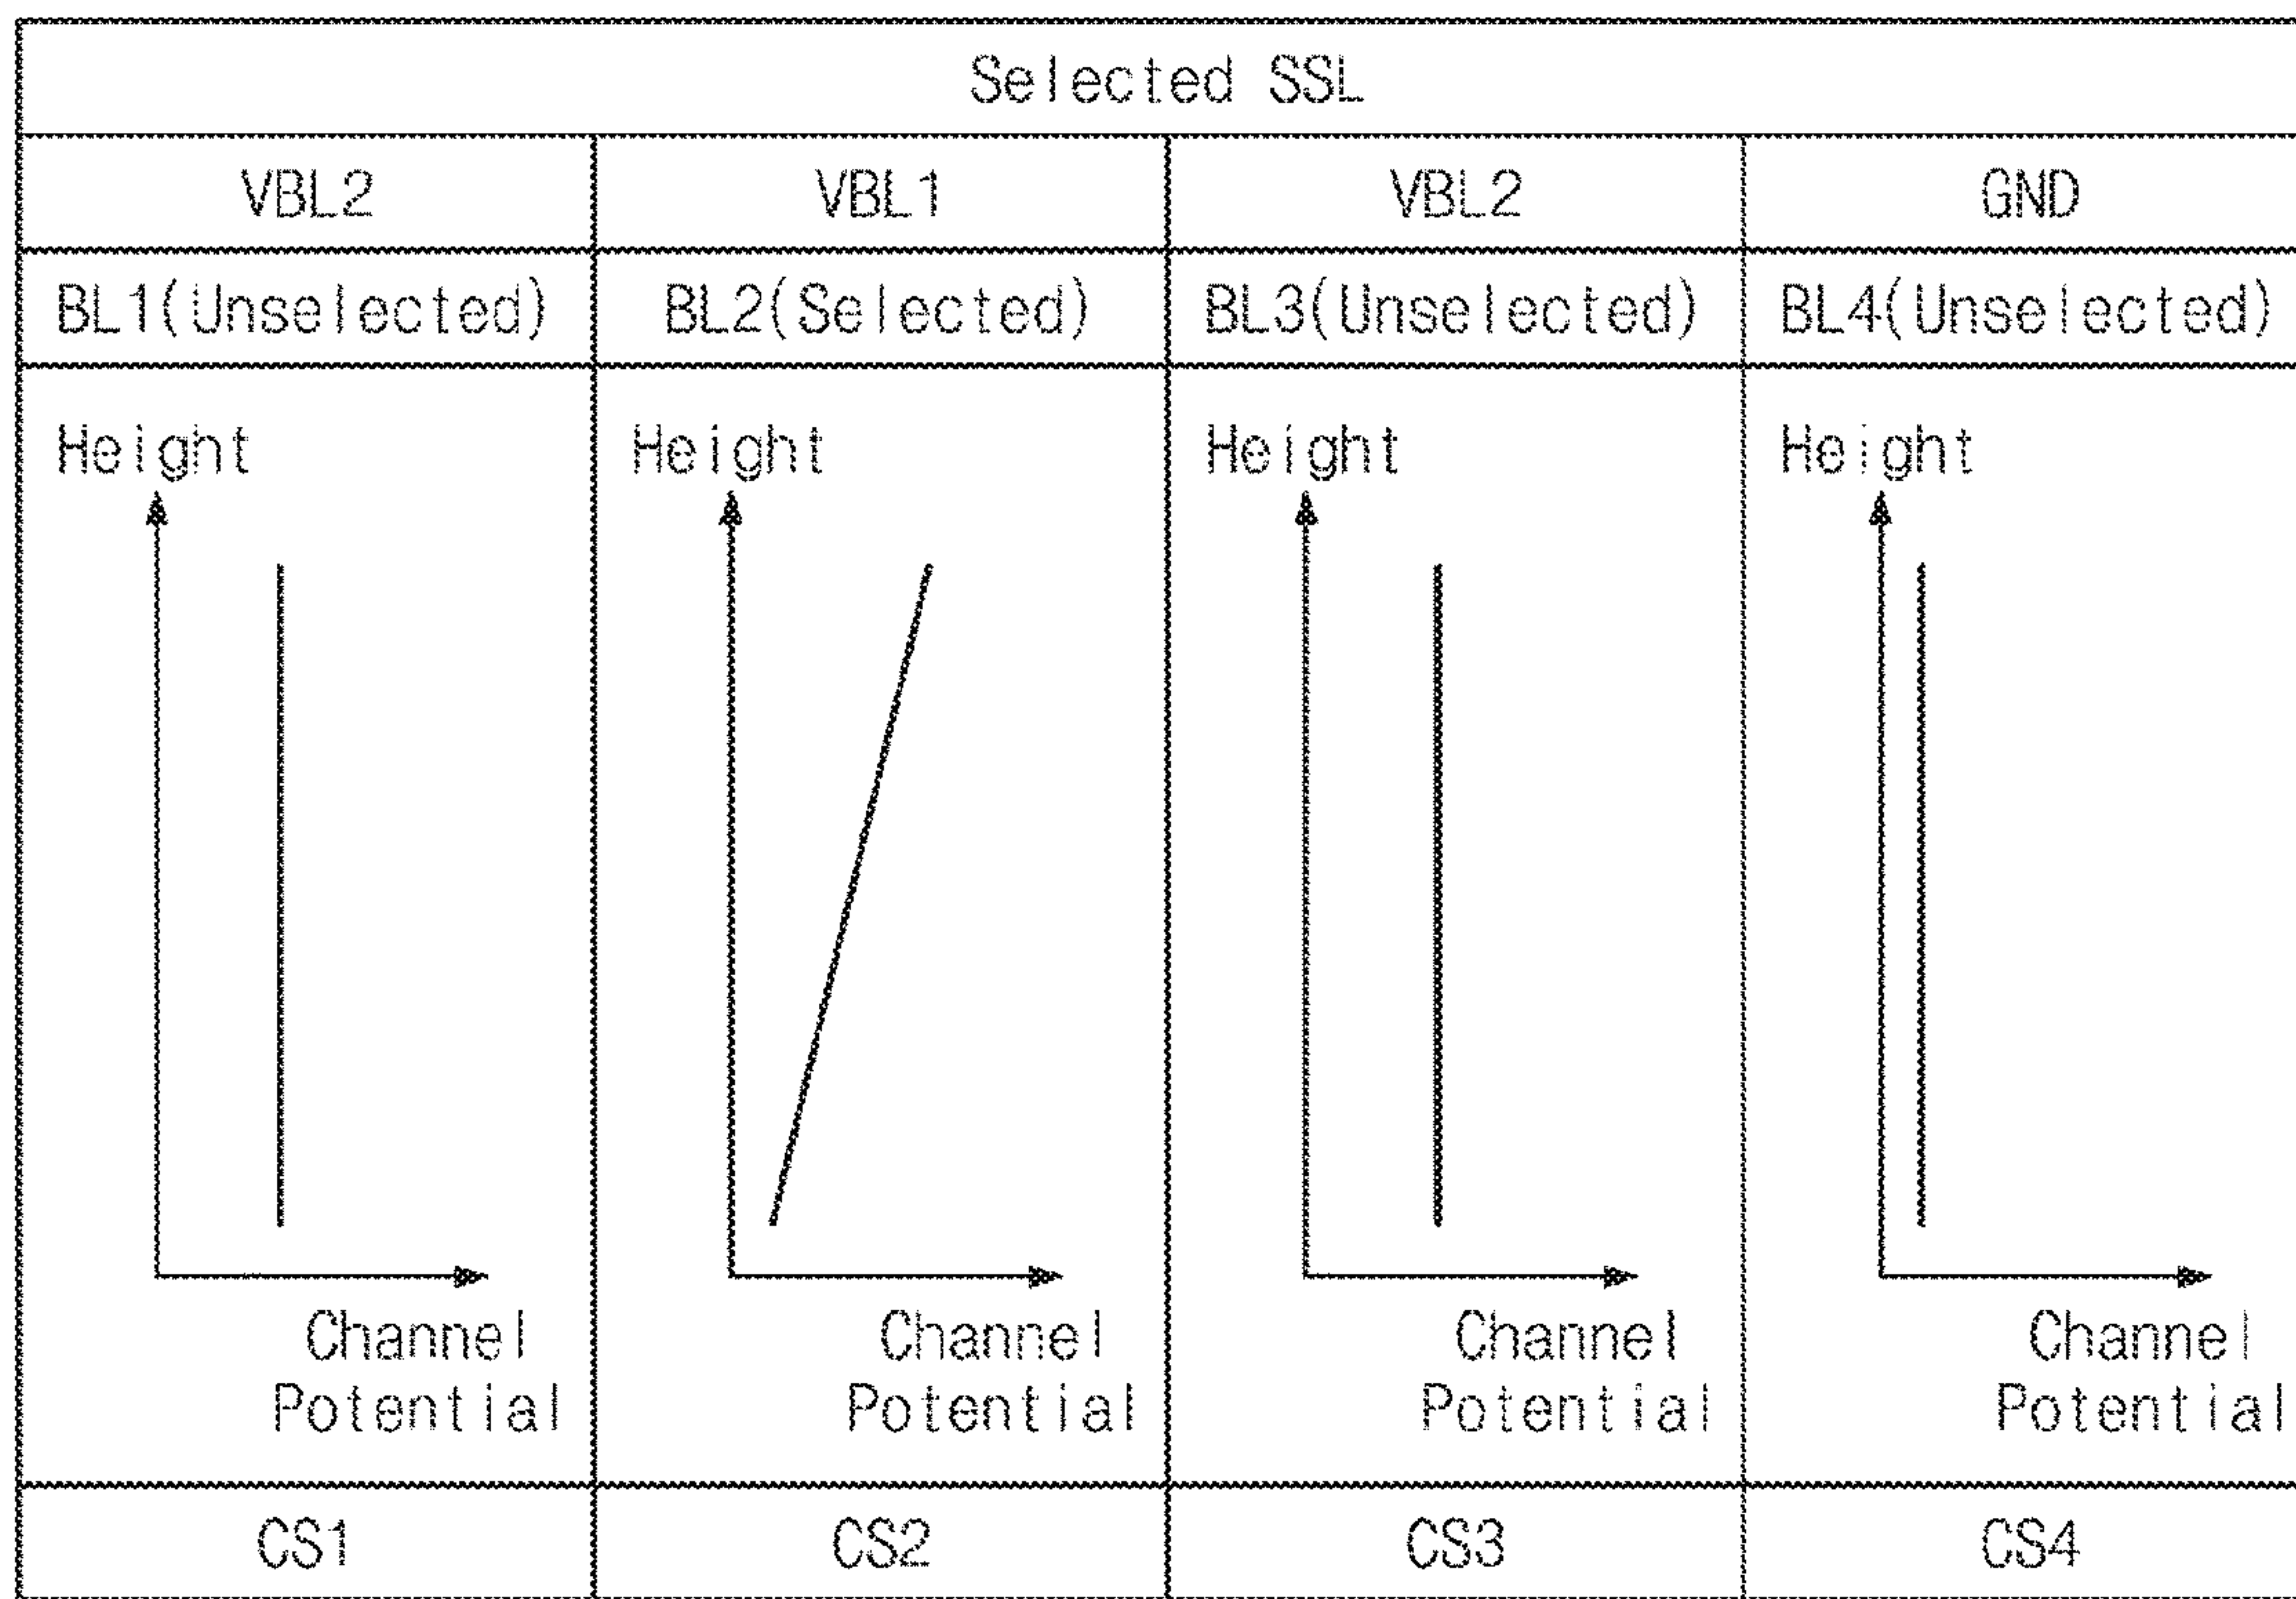 Selected SSL
VBL2 VBL1 VBL2 GND
BL1(Unselected) BL2(Selected) BL3(Unselected) BL4(Unselected)
Height Height Height Height
Channel Channel Channel Channel
Potential Potential Potential Potential
CS1 CS2 CS3 CS4